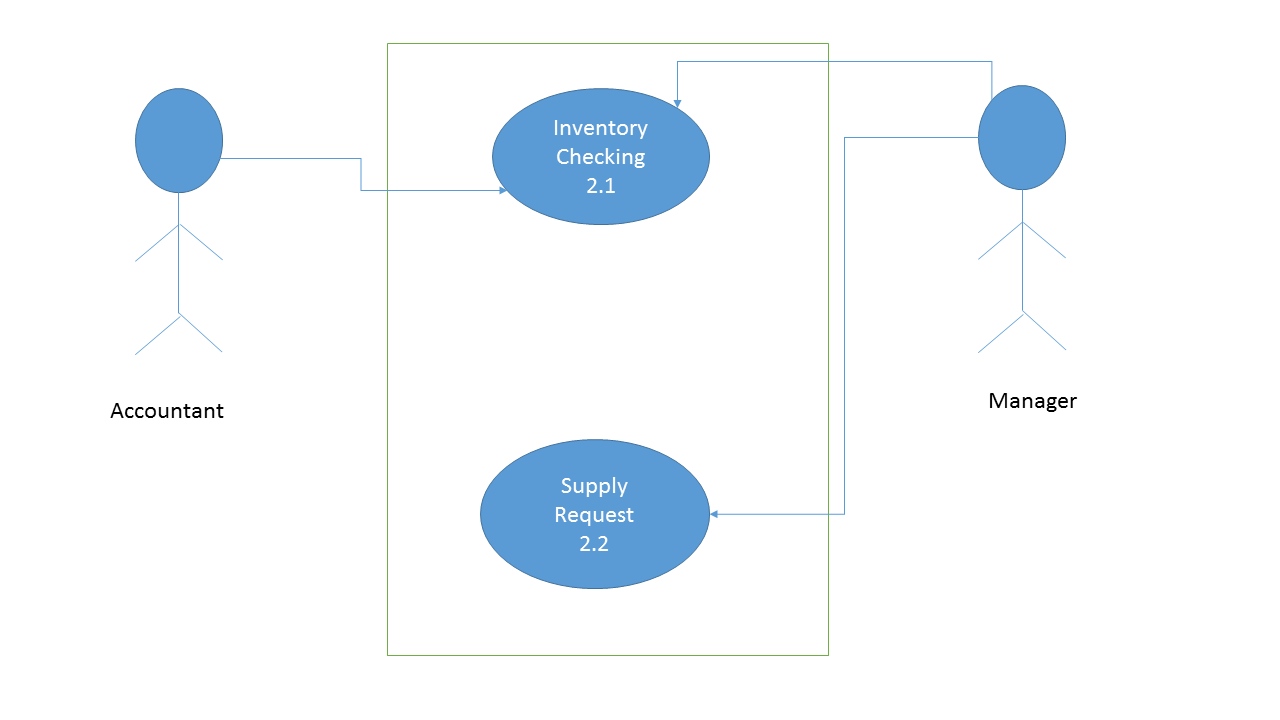 Inventory
Checking
2.1
Accountant
Manager
Supply
Request
2.2